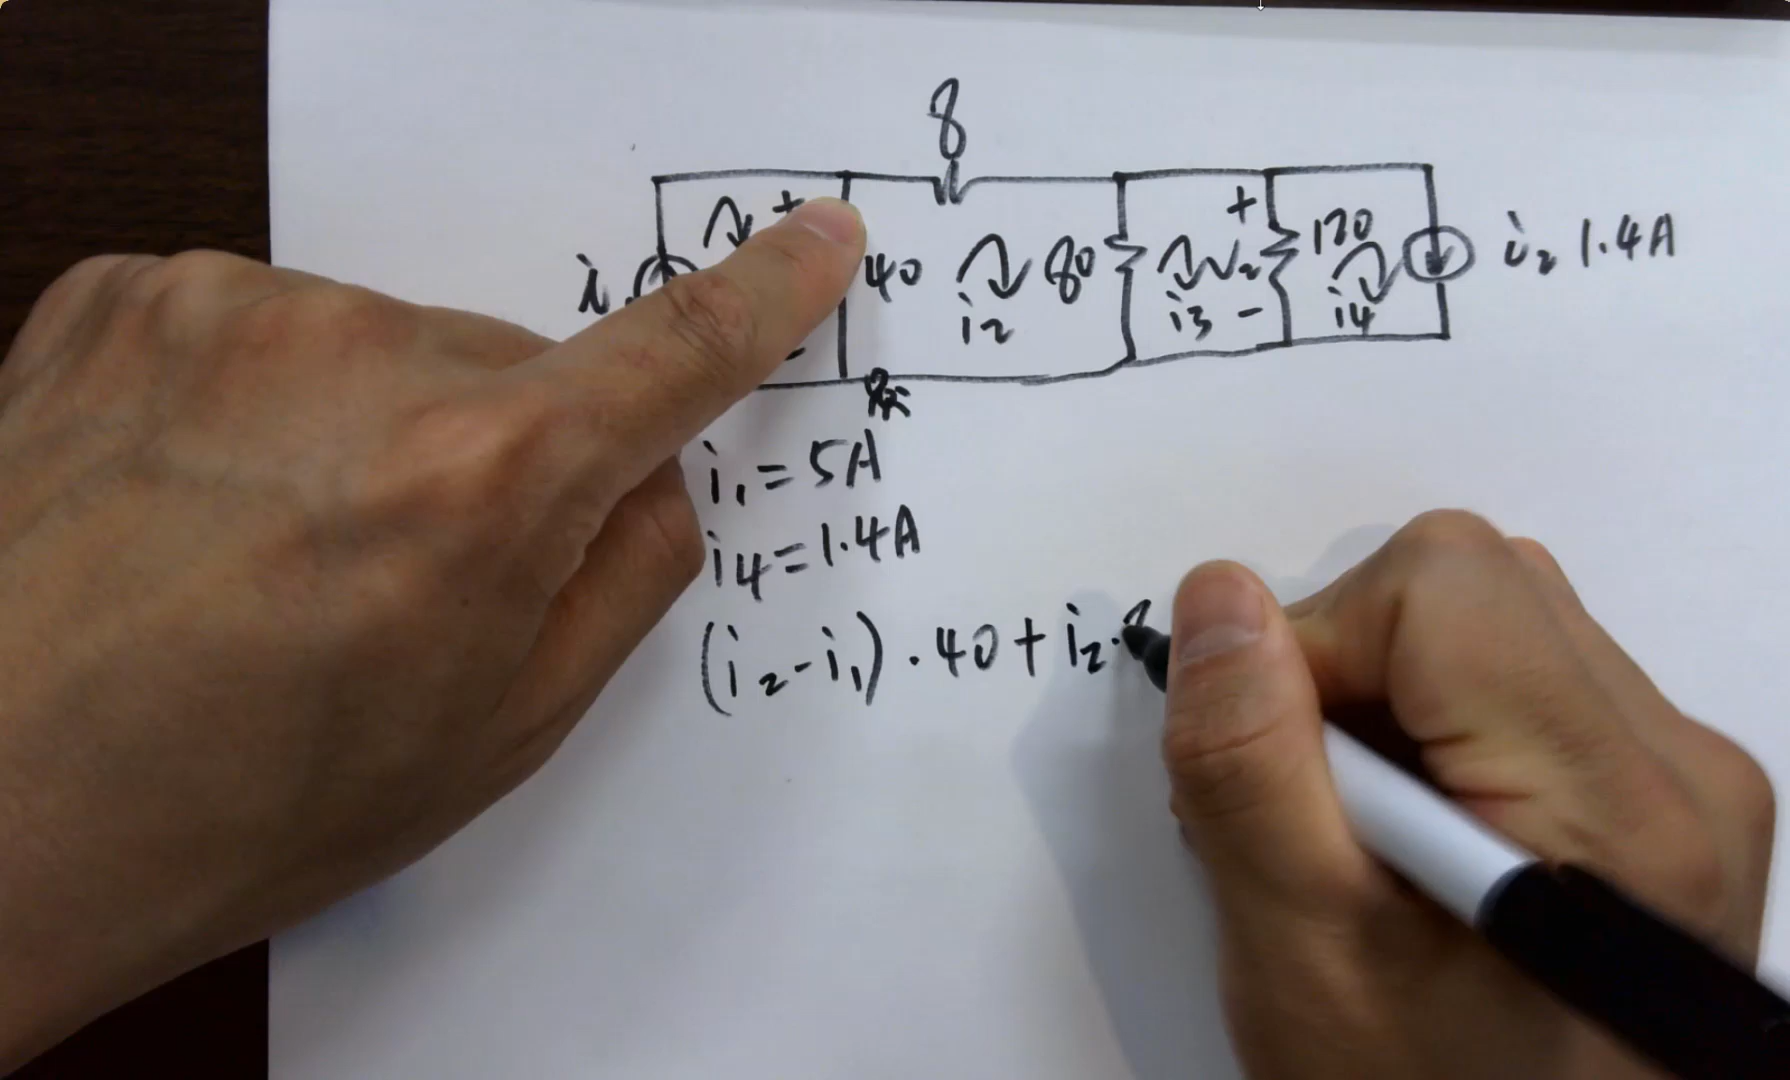 8
+
i
40
i2
80
+
V2
i3 -
120
i4
i2 1.4A
-
i1 = 5A
i4 = 1.4A
(i2 - i1) · 40 + i2 ·